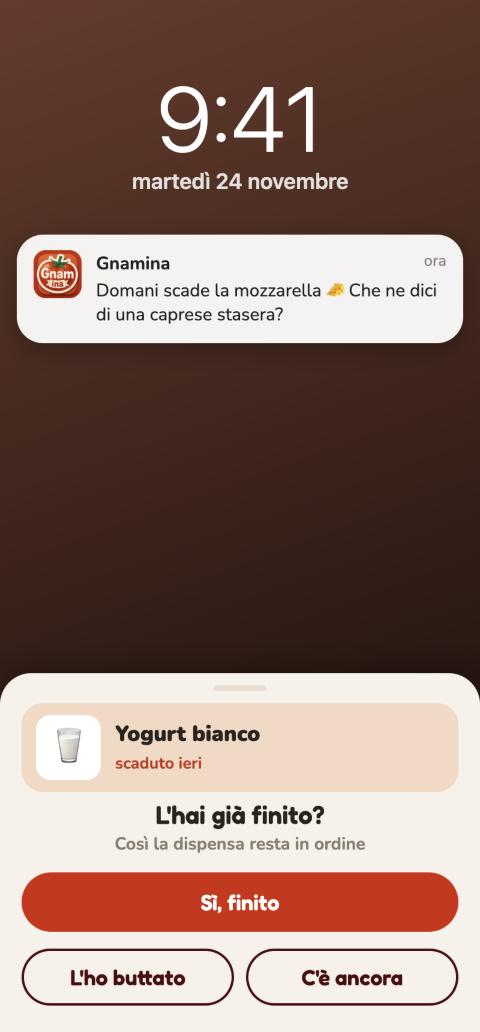 9:41
martedì 24 novembre
Gnam
ina
Gnamina
ora
Domani scade la mozzarella 🧀 Che ne dici
di una caprese stasera?
Yogurt bianco
scaduto ieri
L'hai già finito?
Così la dispensa resta in ordine
Sì, finito
L'ho buttato
C'è ancora